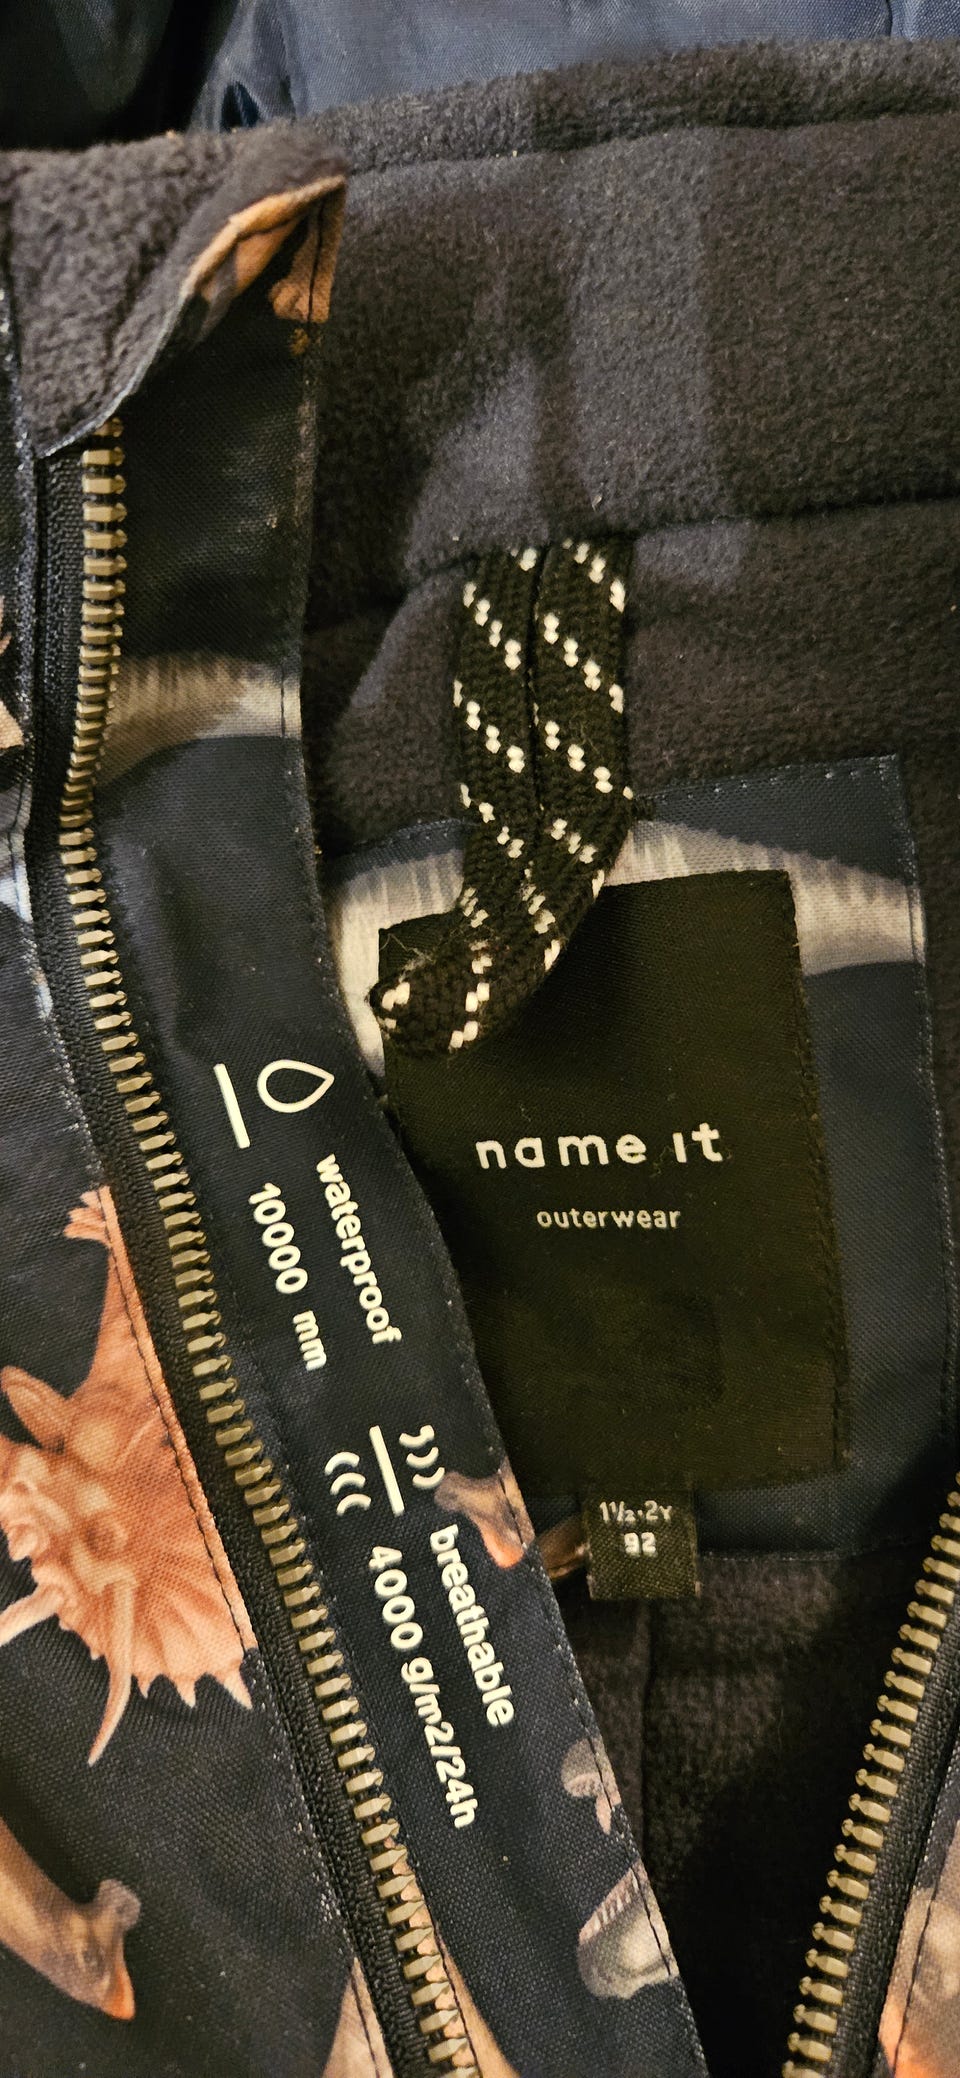 name it
outerwear
1½-2Y
92
waterproof
10000 mm
breathable
4000 g/m2/24h